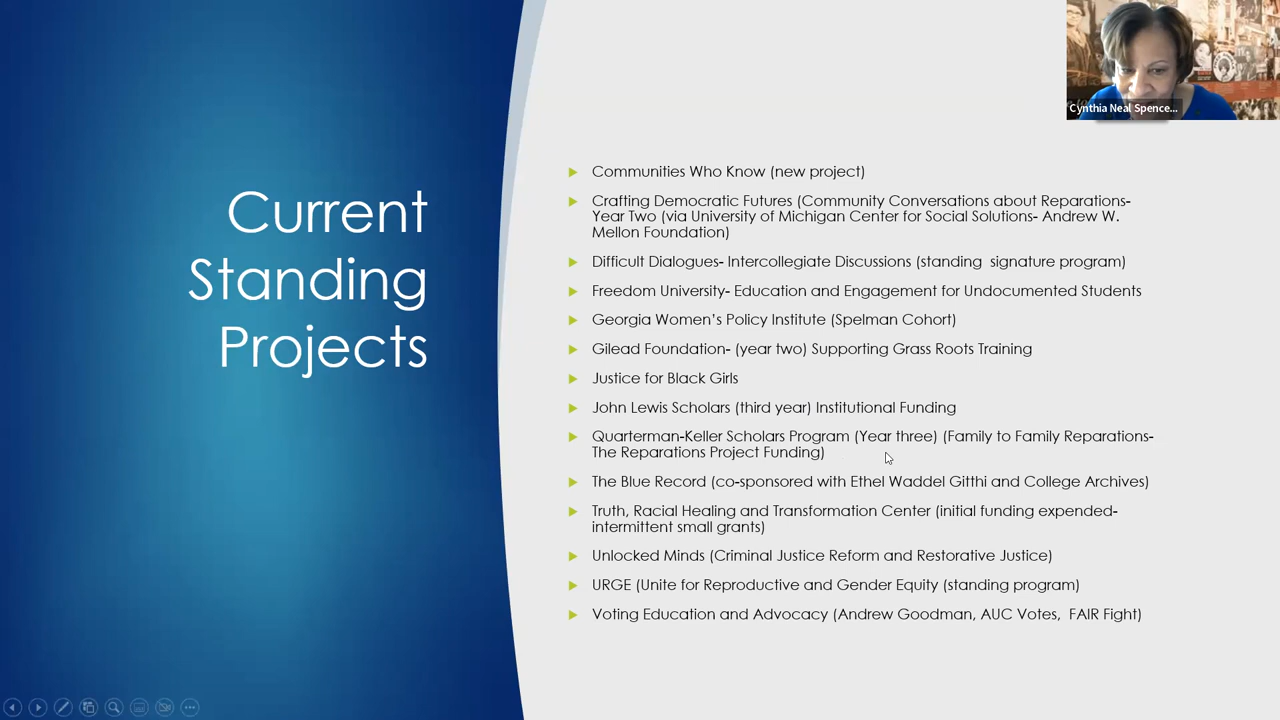 Current
Standing
Projects
Cynthia Neal Spence...
Communities Who Know (new project)
Crafting Democratic Futures (Community Conversations about Reparations-
Year Two (via University of Michigan Center for Social Solutions- Andrew W.
Mellon Foundation)
Difficult Dialogues- Intercollegiate Discussions (standing  signature program)
Freedom University- Education and Engagement for Undocumented Students
Georgia Women’s Policy Institute (Spelman Cohort)
Gilead Foundation- (year two) Supporting Grass Roots Training
Justice for Black Girls
John Lewis Scholars (third year) Institutional Funding
Quarterman-Keller Scholars Program (Year three) (Family to Family Reparations-
The Reparations Project Funding)
The Blue Record (co-sponsored with Ethel Waddel Gitthi and College Archives)
Truth, Racial Healing and Transformation Center (initial funding expended-
intermittent small grants)
Unlocked Minds (Criminal Justice Reform and Restorative Justice)
URGE (Unite for Reproductive and Gender Equity (standing program)
Voting Education and Advocacy (Andrew Goodman, AUC Votes,  FAIR Fight)